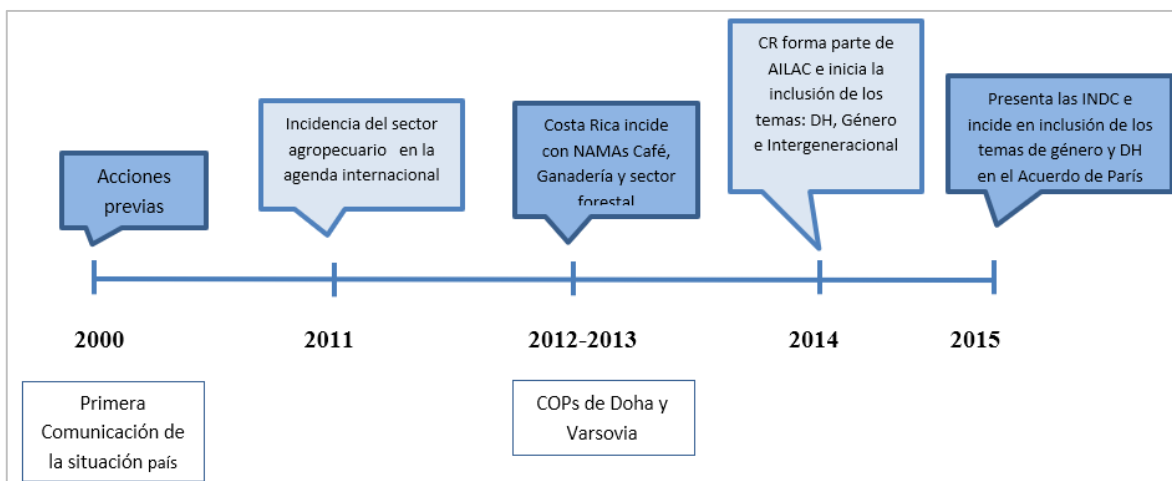 Acciones
previas
Incidencia del sector
agropecuario en la
agenda internacional
Costa Rica incide
con NAMAs Café,
Ganadería y sector
forestal
CR forma parte de
AILAC e inicia la
inclusión de los
temas: DH, Género
e Intergeneracional
Presenta las INDC e
incide en inclusión de los
temas de género y DH
en el Acuerdo de París
2000
2011
2012-2013
2014
2015
Primera
Comunicación de
la situación país
COPs de Doha y
Varsovia